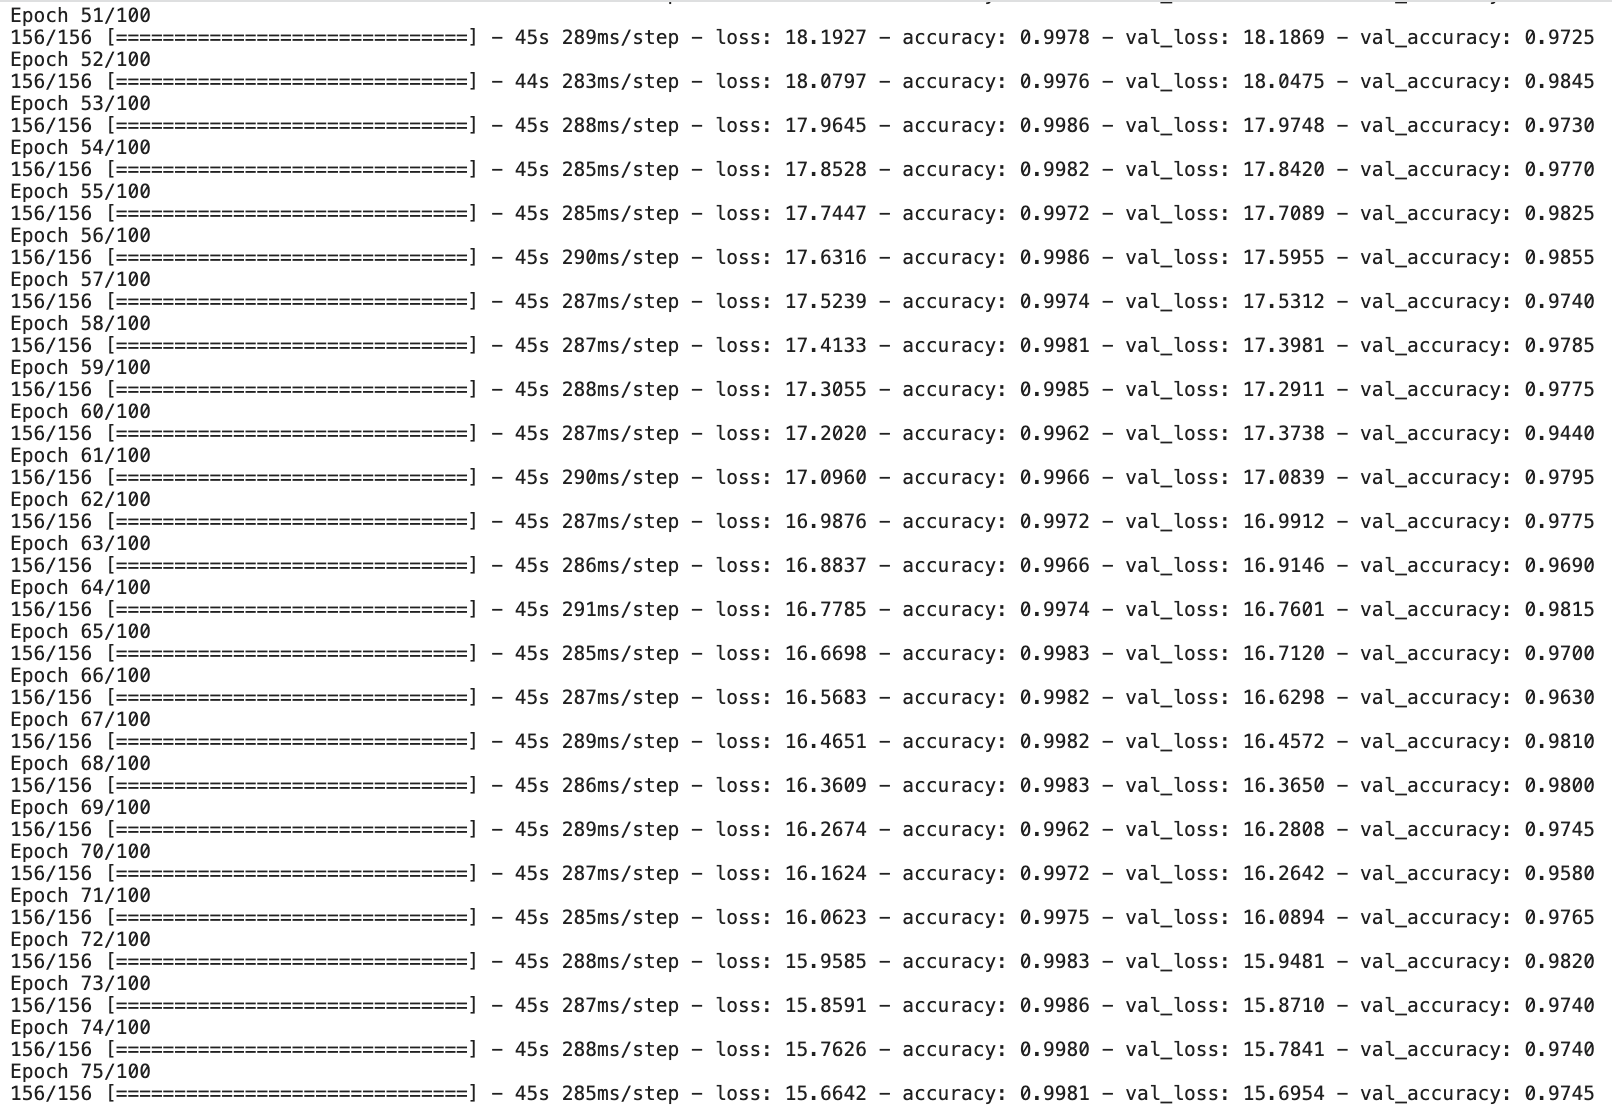 Epoch 51/100
156/156 [==============================] - 45s 289ms/step - loss: 18.1927 - accuracy: 0.9978 - val_loss: 18.1869 - val_accuracy: 0.9725
Epoch 52/100
156/156 [==============================] - 44s 283ms/step - loss: 18.0797 - accuracy: 0.9976 - val_loss: 18.0475 - val_accuracy: 0.9845
Epoch 53/100
156/156 [==============================] - 45s 288ms/step - loss: 17.9645 - accuracy: 0.9986 - val_loss: 17.9748 - val_accuracy: 0.9730
Epoch 54/100
156/156 [==============================] - 45s 285ms/step - loss: 17.8528 - accuracy: 0.9982 - val_loss: 17.8420 - val_accuracy: 0.9770
Epoch 55/100
156/156 [==============================] - 45s 285ms/step - loss: 17.7447 - accuracy: 0.9972 - val_loss: 17.7089 - val_accuracy: 0.9825
Epoch 56/100
156/156 [==============================] - 45s 290ms/step - loss: 17.6316 - accuracy: 0.9986 - val_loss: 17.5955 - val_accuracy: 0.9855
Epoch 57/100
156/156 [==============================] - 45s 287ms/step - loss: 17.5239 - accuracy: 0.9974 - val_loss: 17.5312 - val_accuracy: 0.9740
Epoch 58/100
156/156 [==============================] - 45s 287ms/step - loss: 17.4133 - accuracy: 0.9981 - val_loss: 17.3981 - val_accuracy: 0.9785
Epoch 59/100
156/156 [==============================] - 45s 288ms/step - loss: 17.3055 - accuracy: 0.9985 - val_loss: 17.2911 - val_accuracy: 0.9775
Epoch 60/100
156/156 [==============================] - 45s 287ms/step - loss: 17.2020 - accuracy: 0.9962 - val_loss: 17.3738 - val_accuracy: 0.9440
Epoch 61/100
156/156 [==============================] - 45s 290ms/step - loss: 17.0960 - accuracy: 0.9966 - val_loss: 17.0839 - val_accuracy: 0.9795
Epoch 62/100
156/156 [==============================] - 45s 287ms/step - loss: 16.9876 - accuracy: 0.9972 - val_loss: 16.9912 - val_accuracy: 0.9775
Epoch 63/100
156/156 [==============================] - 45s 286ms/step - loss: 16.8837 - accuracy: 0.9966 - val_loss: 16.9146 - val_accuracy: 0.9690
Epoch 64/100
156/156 [==============================] - 45s 291ms/step - loss: 16.7785 - accuracy: 0.9974 - val_loss: 16.7601 - val_accuracy: 0.9815
Epoch 65/100
156/156 [==============================] - 45s 285ms/step - loss: 16.6698 - accuracy: 0.9983 - val_loss: 16.7120 - val_accuracy: 0.9700
Epoch 66/100
156/156 [==============================] - 45s 287ms/step - loss: 16.5683 - accuracy: 0.9982 - val_loss: 16.6298 - val_accuracy: 0.9630
Epoch 67/100
156/156 [==============================] - 45s 289ms/step - loss: 16.4651 - accuracy: 0.9982 - val_loss: 16.4572 - val_accuracy: 0.9810
Epoch 68/100
156/156 [==============================] - 45s 286ms/step - loss: 16.3609 - accuracy: 0.9983 - val_loss: 16.3650 - val_accuracy: 0.9800
Epoch 69/100
156/156 [==============================] - 45s 289ms/step - loss: 16.2674 - accuracy: 0.9962 - val_loss: 16.2808 - val_accuracy: 0.9745
Epoch 70/100
156/156 [==============================] - 45s 287ms/step - loss: 16.1624 - accuracy: 0.9972 - val_loss: 16.2642 - val_accuracy: 0.9580
Epoch 71/100
156/156 [==============================] - 45s 285ms/step - loss: 16.0623 - accuracy: 0.9975 - val_loss: 16.0894 - val_accuracy: 0.9765
Epoch 72/100
156/156 [==============================] - 45s 288ms/step - loss: 15.9585 - accuracy: 0.9983 - val_loss: 15.9481 - val_accuracy: 0.9820
Epoch 73/100
156/156 [==============================] - 45s 287ms/step - loss: 15.8591 - accuracy: 0.9986 - val_loss: 15.8710 - val_accuracy: 0.9740
Epoch 74/100
156/156 [==============================] - 45s 288ms/step - loss: 15.7626 - accuracy: 0.9980 - val_loss: 15.7841 - val_accuracy: 0.9740
Epoch 75/100
156/156 [==============================] - 45s 285ms/step - loss: 15.6642 - accuracy: 0.9981 - val_loss: 15.6954 - val_accuracy: 0.9745